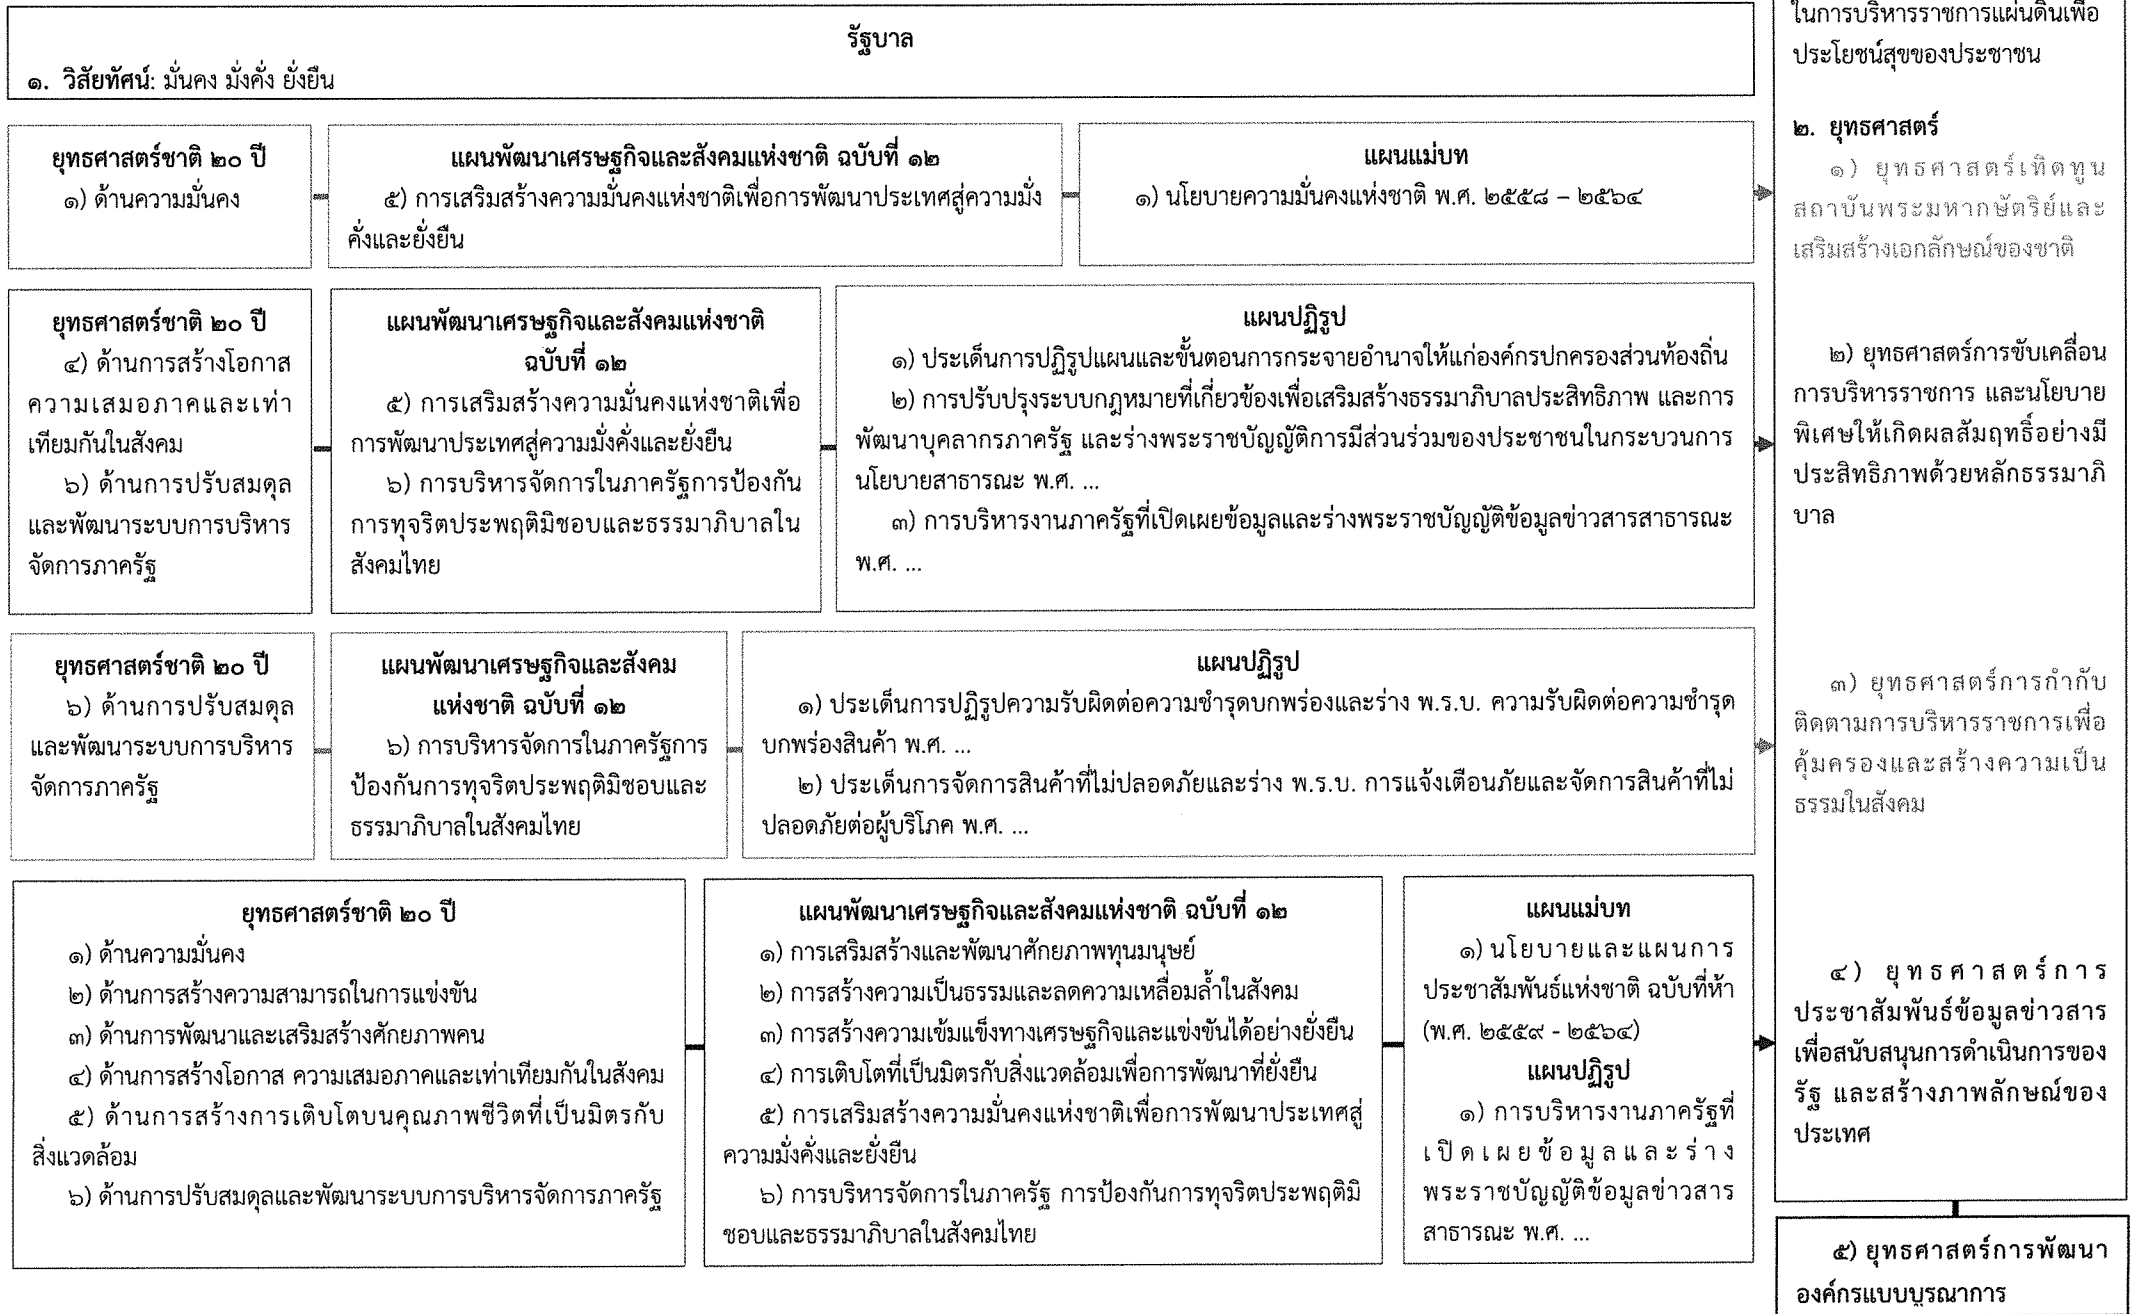 รัฐบาล
๑. วิสัยทัศน์: มั่นคง มั่งคั่ง ยั่งยืน
ยุทธศาสตร์ชาติ ๒๐ ปี
๑) ด้านความมั่นคง
แผนพัฒนาเศรษฐกิจและสังคมแห่งชาติ ฉบับที่ ๑๒
๕) การเสริมสร้างความมั่นคงแห่งชาติเพื่อการพัฒนาประเทศสู่ความมั่ง
คั่งและยั่งยืน
แผนแม่บท
๑) นโยบายความมั่นคงแห่งชาติ พ.ศ. ๒๕๕๘ – ๒๕๖๔
ยุทธศาสตร์ชาติ ๒๐ ปี
๔) ด้านการสร้างโอกาส
ความเสมอภาคและเท่า
เทียมกันในสังคม
๖) ด้านการปรับสมดุล
และพัฒนาระบบการบริหาร
จัดการภาครัฐ
แผนพัฒนาเศรษฐกิจและสังคมแห่งชาติ
ฉบับที่ ๑๒
๕) การเสริมสร้างความมั่นคงแห่งชาติเพื่อ
การพัฒนาประเทศสู่ความมั่งคั่งและยั่งยืน
๖) การบริหารจัดการในภาครัฐการป้องกัน
การทุจริตประพฤติมิชอบและธรรมาภิบาลใน
สังคมไทย
แผนปฏิรูป
๑) ประเด็นการปฏิรูปแผนและขั้นตอนการกระจายอำนาจให้แก่องค์กรปกครองส่วนท้องถิ่น
๒) การปรับปรุงระบบกฎหมายที่เกี่ยวข้องเพื่อเสริมสร้างธรรมาภิบาลประสิทธิภาพ และการ
พัฒนาบุคลากรภาครัฐ และร่างพระราชบัญญัติการมีส่วนร่วมของประชาชนในกระบวนการ
นโยบายสาธารณะ พ.ศ. ...
๓) การบริหารงานภาครัฐที่เปิดเผยข้อมูลและร่างพระราชบัญญัติข้อมูลข่าวสารสาธารณะ
พ.ศ. ...
ยุทธศาสตร์ชาติ ๒๐ ปี
๖) ด้านการปรับสมดุล
และพัฒนาระบบการบริหาร
จัดการภาครัฐ
แผนพัฒนาเศรษฐกิจและสังคม
แห่งชาติ ฉบับที่ ๑๒
๖) การบริหารจัดการในภาครัฐการ
ป้องกันการทุจริตประพฤติมิชอบและ
ธรรมาภิบาลในสังคมไทย
แผนปฏิรูป
๑) ประเด็นการปฏิรูปความรับผิดต่อความชำรุดบกพร่องและร่าง พ.ร.บ. ความรับผิดต่อความชำรุด
บกพร่องสินค้า พ.ศ. ...
๒) ประเด็นการจัดการสินค้าที่ไม่ปลอดภัยและร่าง พ.ร.บ. การแจ้งเตือนภัยและจัดการสินค้าที่ไม่
ปลอดภัยต่อผู้บริโภค พ.ศ. ...
ยุทธศาสตร์ชาติ ๒๐ ปี
๑) ด้านความมั่นคง
๒) ด้านการสร้างความสามารถในการแข่งขัน
๓) ด้านการพัฒนาและเสริมสร้างศักยภาพคน
๔) ด้านการสร้างโอกาส ความเสมอภาคและเท่าเทียมกันในสังคม
๕) ด้านการสร้างการเติบโตบนคุณภาพชีวิตที่เป็นมิตรกับ
สิ่งแวดล้อม
๖) ด้านการปรับสมดุลและพัฒนาระบบการบริหารจัดการภาครัฐ
แผนพัฒนาเศรษฐกิจและสังคมแห่งชาติ ฉบับที่ ๑๒
๑) การเสริมสร้างและพัฒนาศักยภาพทุนมนุษย์
๒) การสร้างความเป็นธรรมและลดความเหลื่อมล้ำในสังคม
๓) การสร้างความเข้มแข็งทางเศรษฐกิจและแข่งขันได้อย่างยั่งยืน
๔) การเติบโตที่เป็นมิตรกับสิ่งแวดล้อมเพื่อการพัฒนาที่ยั่งยืน
๕) การเสริมสร้างความมั่นคงแห่งชาติเพื่อการพัฒนาประเทศสู่
ความมั่งคั่งและยั่งยืน
๖) การบริหารจัดการในภาครัฐ การป้องกันการทุจริตประพฤติมิ
ชอบและธรรมาภิบาลในสังคมไทย
แผนแม่บท
๑) นโยบายและแผนการ
ประชาสัมพันธ์แห่งชาติ ฉบับที่ห้า
(พ.ศ. ๒๕๕๙ - ๒๕๖๔)
แผนปฏิรูป
๑) การบริหารงานภาครัฐที่
เปิดเผยข้อมูลและร่าง
พระราชบัญญัติข้อมูลข่าวสาร
สาธารณะ พ.ศ. ...
ในการบริหารราชการแผ่นดินเพื่อ
ประโยชน์สุขของประชาชน
๒. ยุทธศาสตร์
๑) ยุทธศาสตร์เทิดทูน
สถาบันพระมหากษัตริย์และ
เสริมสร้างเอกลักษณ์ของชาติ
๒) ยุทธศาสตร์การขับเคลื่อน
การบริหารราชการ และนโยบาย
พิเศษให้เกิดผลสัมฤทธิ์อย่างมี
ประสิทธิภาพด้วยหลักธรรมาภิ
บาล
๓) ยุทธศาสตร์การกำกับ
ติดตามการบริหารราชการเพื่อ
คุ้มครองและสร้างความเป็น
ธรรมในสังคม
๔) ยุทธศาสตร์การ
ประชาสัมพันธ์ข้อมูลข่าวสาร
เพื่อสนับสนุนการดำเนินการของ
รัฐ และสร้างภาพลักษณ์ของ
ประเทศ
๕) ยุทธศาสตร์การพัฒนา
องค์กรแบบบูรณาการ